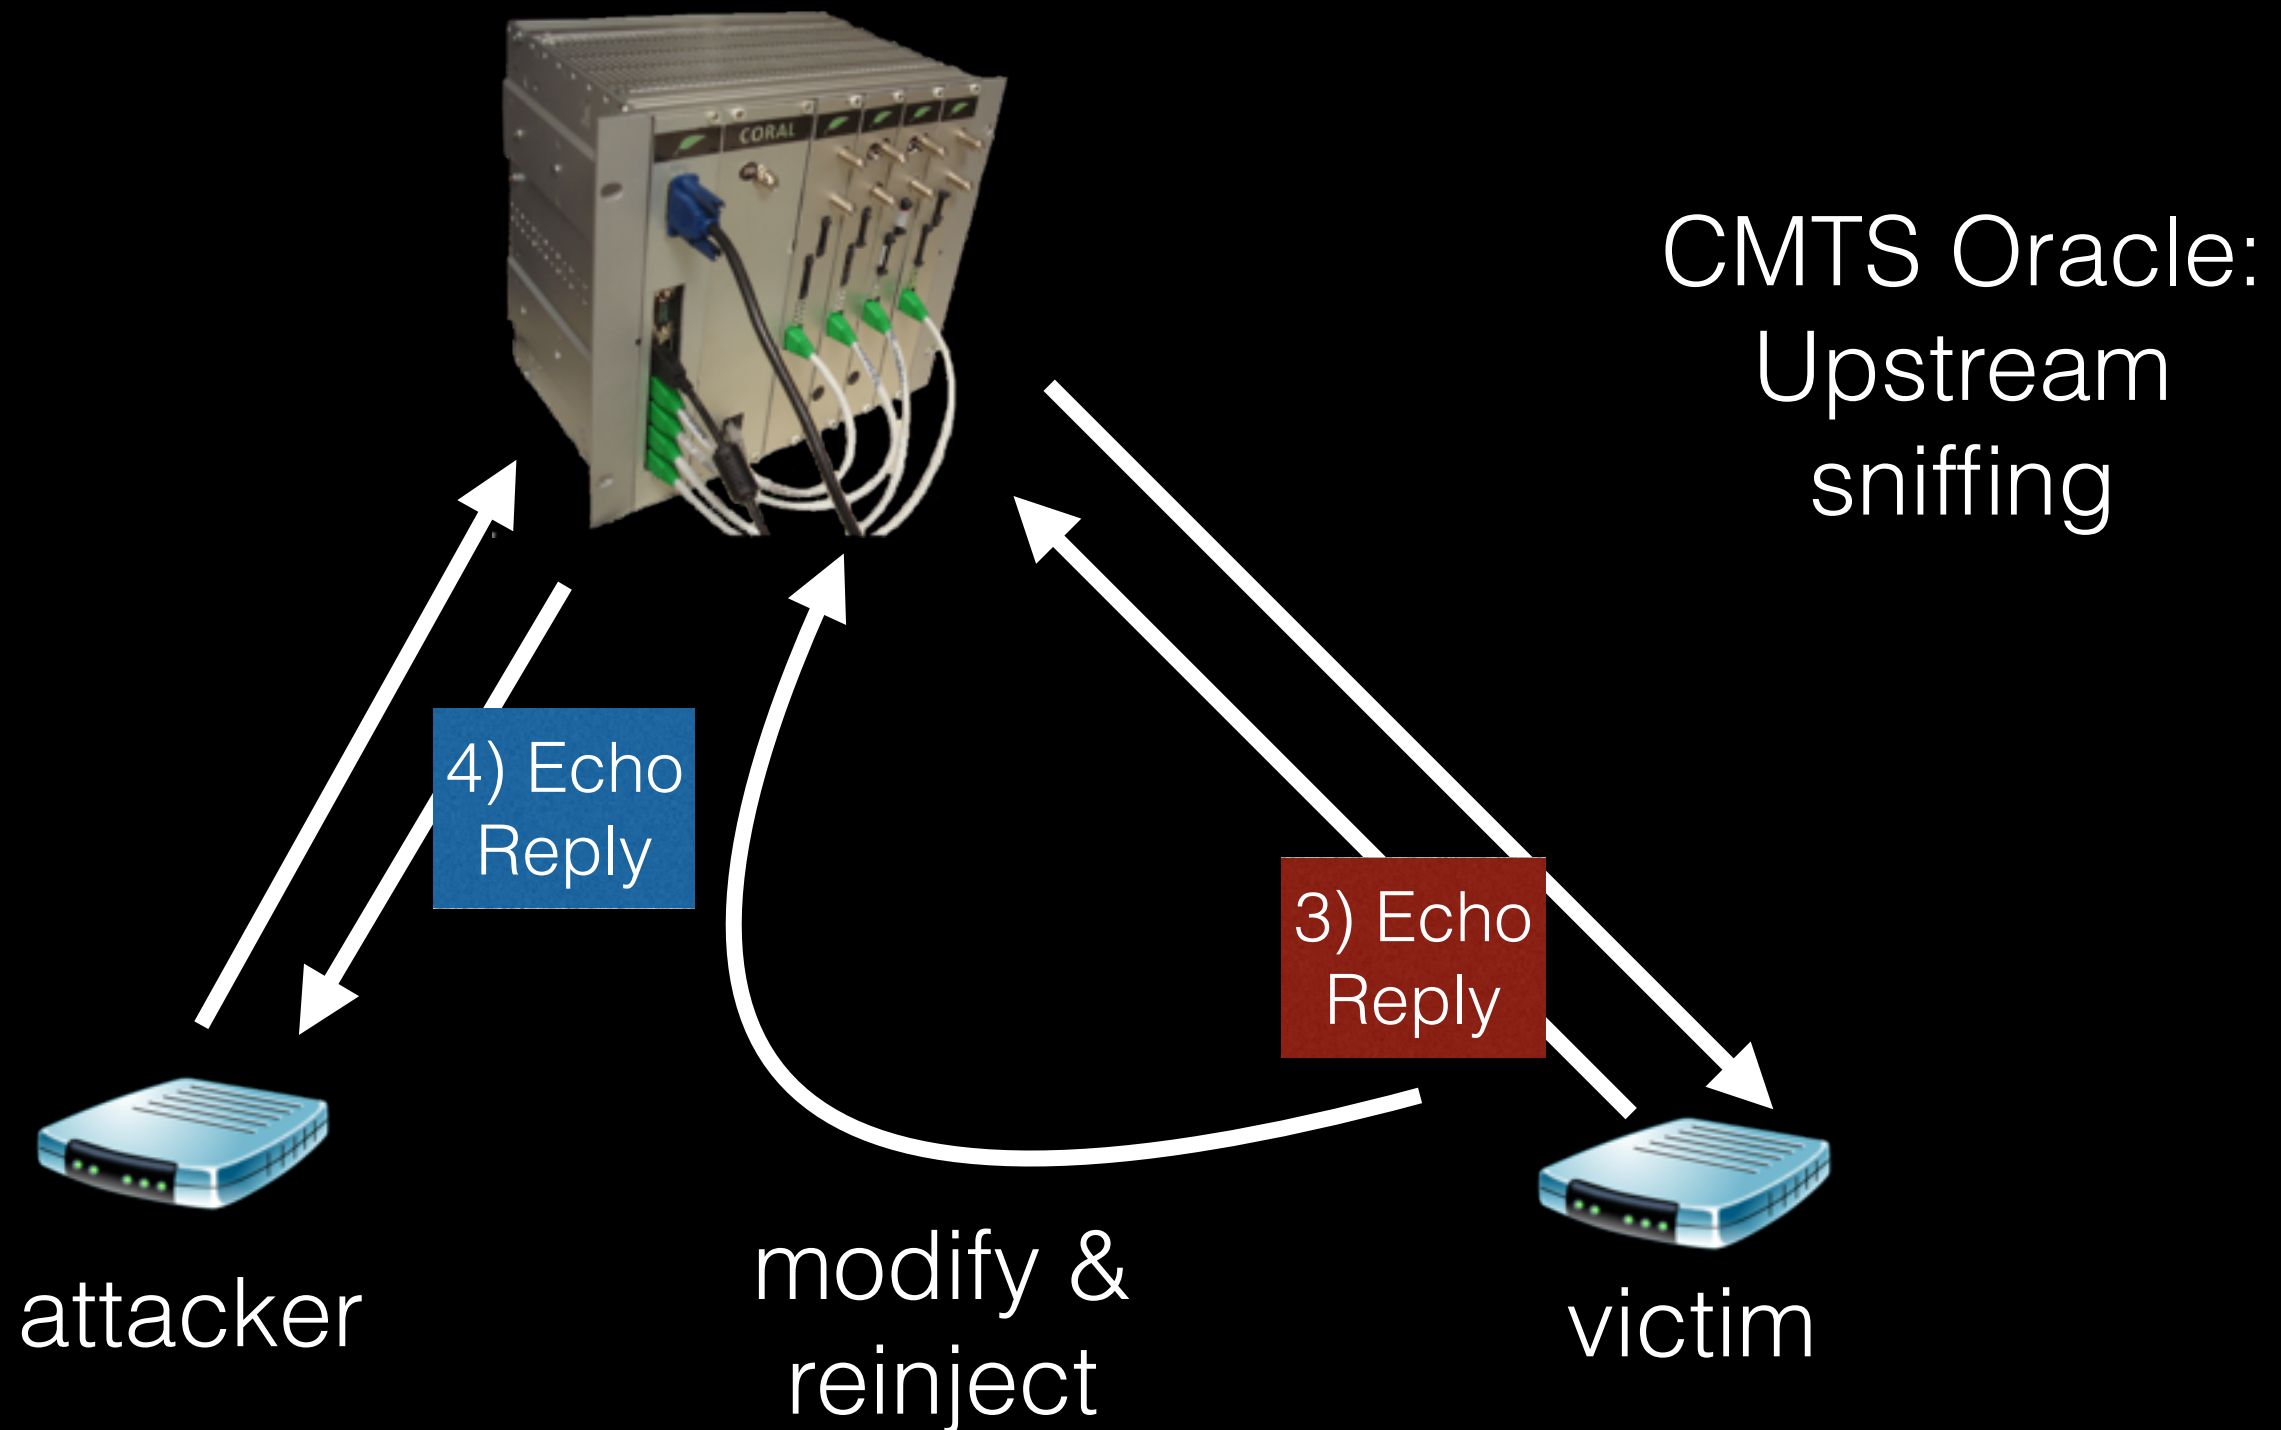 CORAL
CMTS Oracle:
Upstream
sniffing
4) Echo
Reply
3) Echo
Reply
modify &
reinject
attacker
victim